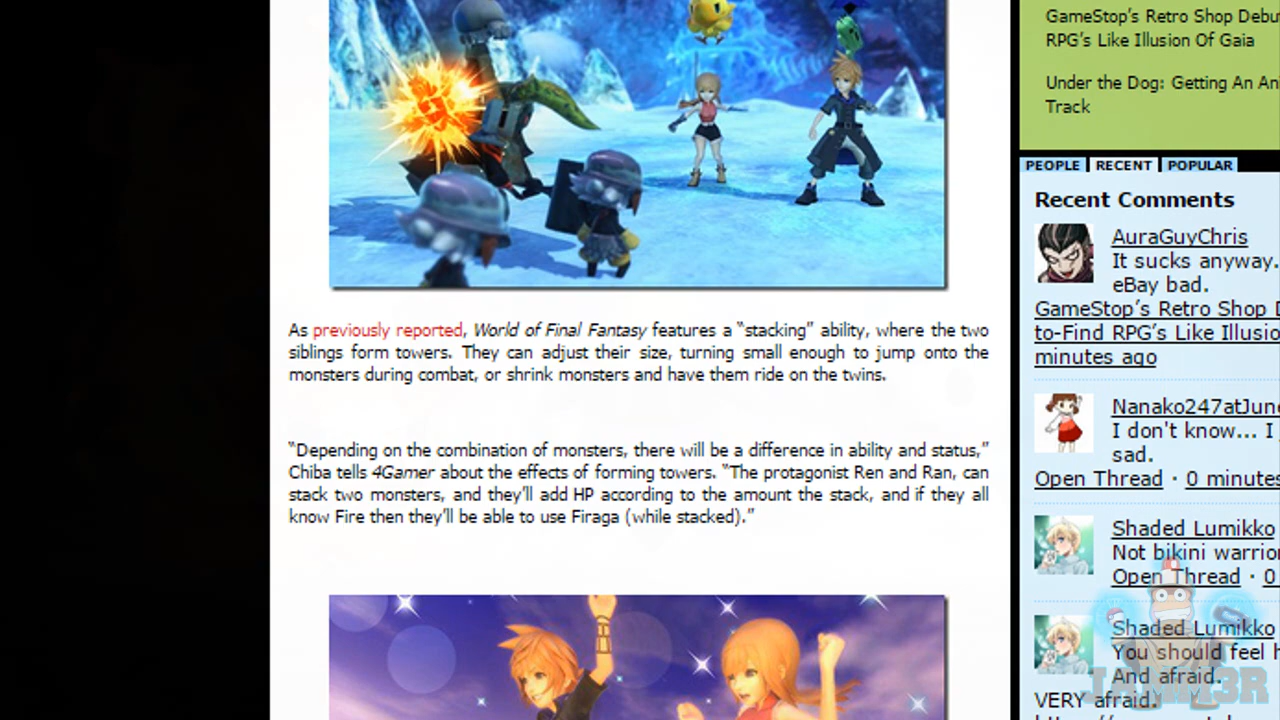 GameStop's Retro Shop Debu
RPG's Like Illusion Of Gaia
Under the Dog: Getting An An
Track
PEOPLE RECENT POPULAR
Recent Comments
AuraGuyChris
It sucks anyway.
eBay bad.
GameStop's Retro Shop D
to-Find RPG's Like Illusio
minutes ago
Nanako247atJune
I don't know... I
sad.
Open Thread · 0 minutes
Shaded Lumikko
Not bikini warrior
Open Thread · 0
Shaded Lumikko
You should feel h
And afraid.
VERY afraid.
As previously reported, World of Final Fantasy features a “stacking” ability, where the two
siblings form towers. They can adjust their size, turning small enough to jump onto the
monsters during combat, or shrink monsters and have them ride on the twins.
“Depending on the combination of monsters, there will be a difference in ability and status,”
Chiba tells 4Gamer about the effects of forming towers. “The protagonist Ren and Ran, can
stack two monsters, and they’ll add HP according to the amount the stack, and if they all
know Fire then they’ll be able to use Firaga (while stacked).”
JAMM3R